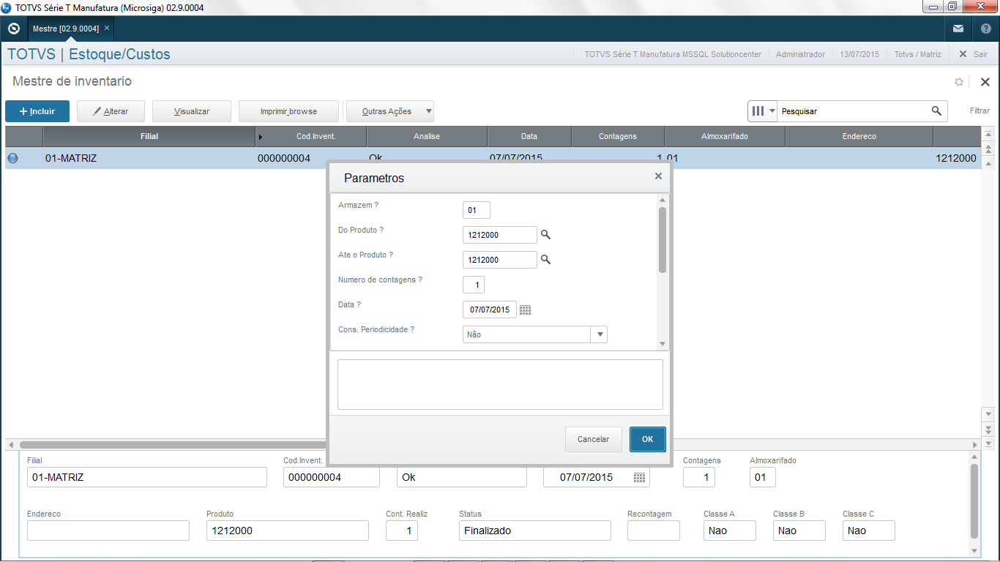 TOTVS Série T Manufatura (Microsiga) 02.9.0004
Mestre [02.9.0004]
TOTVS | Estoque/Custos
TOTVS Série T Manufatura MSSQL Solutioncenter Administrador 13/07/2015 Totvs / Matriz Sair
Mestre de inventario
Incluir Alterar Visualizar Imprimir browse Outras Ações Pesquisar Filtrar
Filial Cod.Invent. Analise Data Contagens Almoxarifado Endereco
01-MATRIZ 000000004 Ok 07/07/2015 1 01 1212000
Parametros
Armazem ? 01
Do Produto ? 1212000
Ate o Produto ? 1212000
Numero de contagens ? 1
Data ? 07/07/2015
Cons. Periodicidade ? Não
Cancelar OK
Filial Cod.Invent. Contagens Almoxarifado
01-MATRIZ 000000004 Ok 07/07/2015 1 01
Endereco Produto Cont. Realiz Status Recontagem Classe A Classe B Classe C
1212000 1 Finalizado Nao Nao Nao